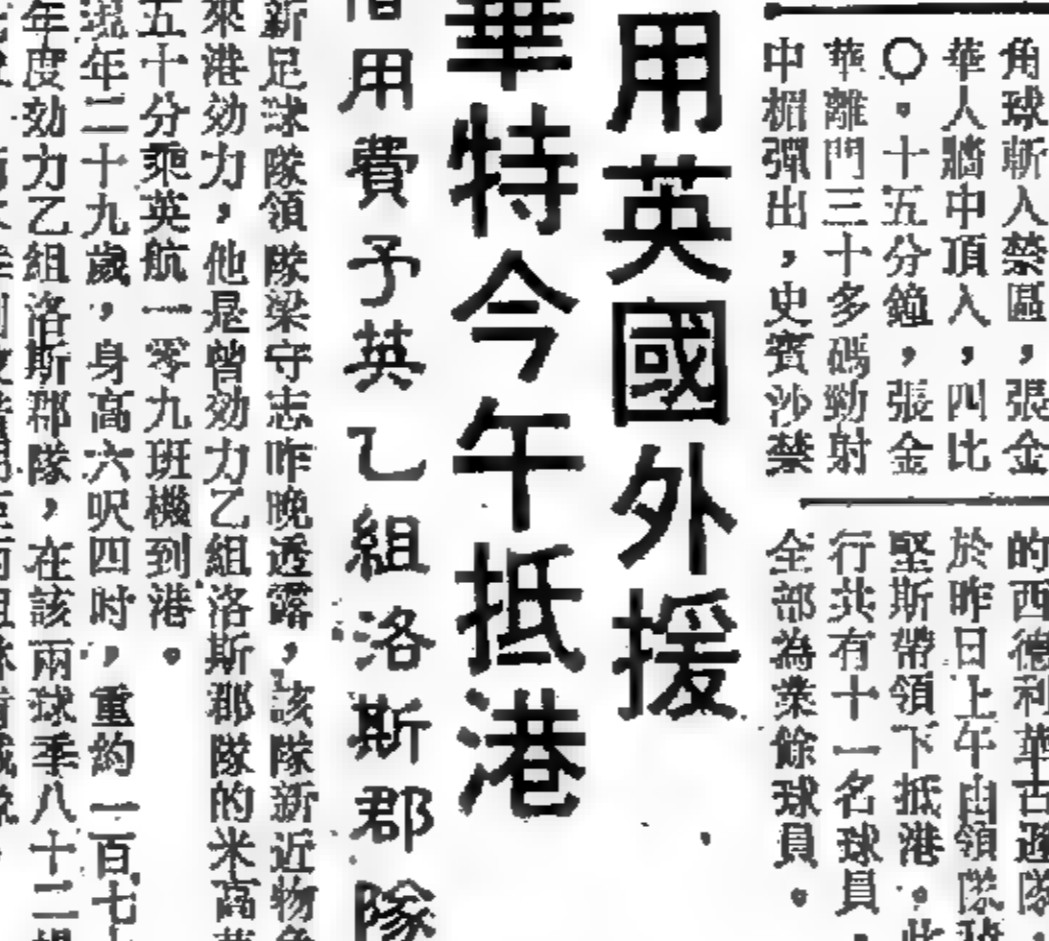 角球斬入禁區，張金
華人牆中頂入，四比
〇。十五分鐘，張金
華離門三十多碼勁射
中楣彈出，史賓沙禁
的西德利華古遜隊
於昨日上午由領隊
堅斯帶領下抵港。此
行共有十一名球員，
全部為業餘球員。
用英國外援
華特今午抵港
借用費予英乙組洛斯郡隊
新足球隊領隊梁守志昨晚透露，該隊新近物
來港効力，他是曾効力乙組洛斯郡隊的米高
五十分乘英航一零九班機到港。
現年二十九歲，身高六呎四吋，重約一百七
年度効力乙組洛斯郡隊，在該兩球季八十二